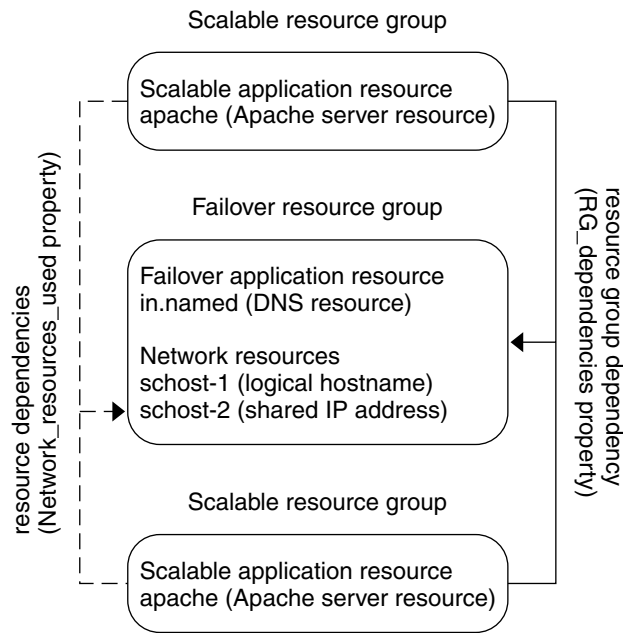 Scalable resource group
Scalable application resource
apache (Apache server resource)
Failover resource group
Failover application resource
in.named (DNS resource)
Network resources
schost-1 (logical hostname)
schost-2 (shared IP address)
Scalable resource group
Scalable application resource
apache (Apache server resource)
resource dependencies
(Network_resources_used property)
resource group dependency
(RG_dependencies property)